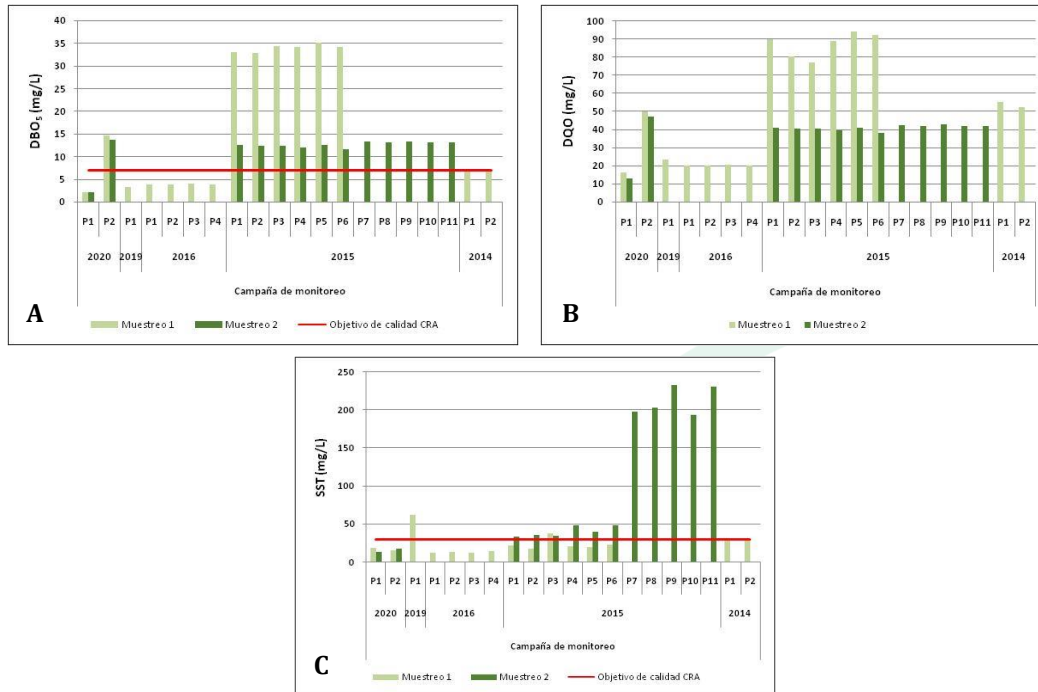 40
35
30
25
20
15
10
5
0
DBO₅ (mg/L)
P1 P2 P1 P1 P2 P3 P4 P1 P2 P3 P4 P5 P6 P7 P8 P9 P10 P11 P1 P2
2020 2019 2016 2015 2014
Campaña de monitoreo
A
Muestreo 1 Muestreo 2 Objetivo de calidad CRA
100
90
80
70
60
50
40
30
20
10
0
DQO (mg/L)
P1 P2 P1 P1 P2 P3 P4 P1 P2 P3 P4 P5 P6 P7 P8 P9 P10 P11 P1 P2
2020 2019 2016 2015 2014
Campaña de monitoreo
B
Muestreo 1 Muestreo 2
250
200
150
100
50
0
SST (mg/L)
P1 P2 P1 P1 P2 P3 P4 P1 P2 P3 P4 P5 P6 P7 P8 P9 P10 P11 P1 P2
2020 2019 2016 2015 2014
Campaña de monitoreo
C
Muestreo 1 Muestreo 2 Objetivo de calidad CRA